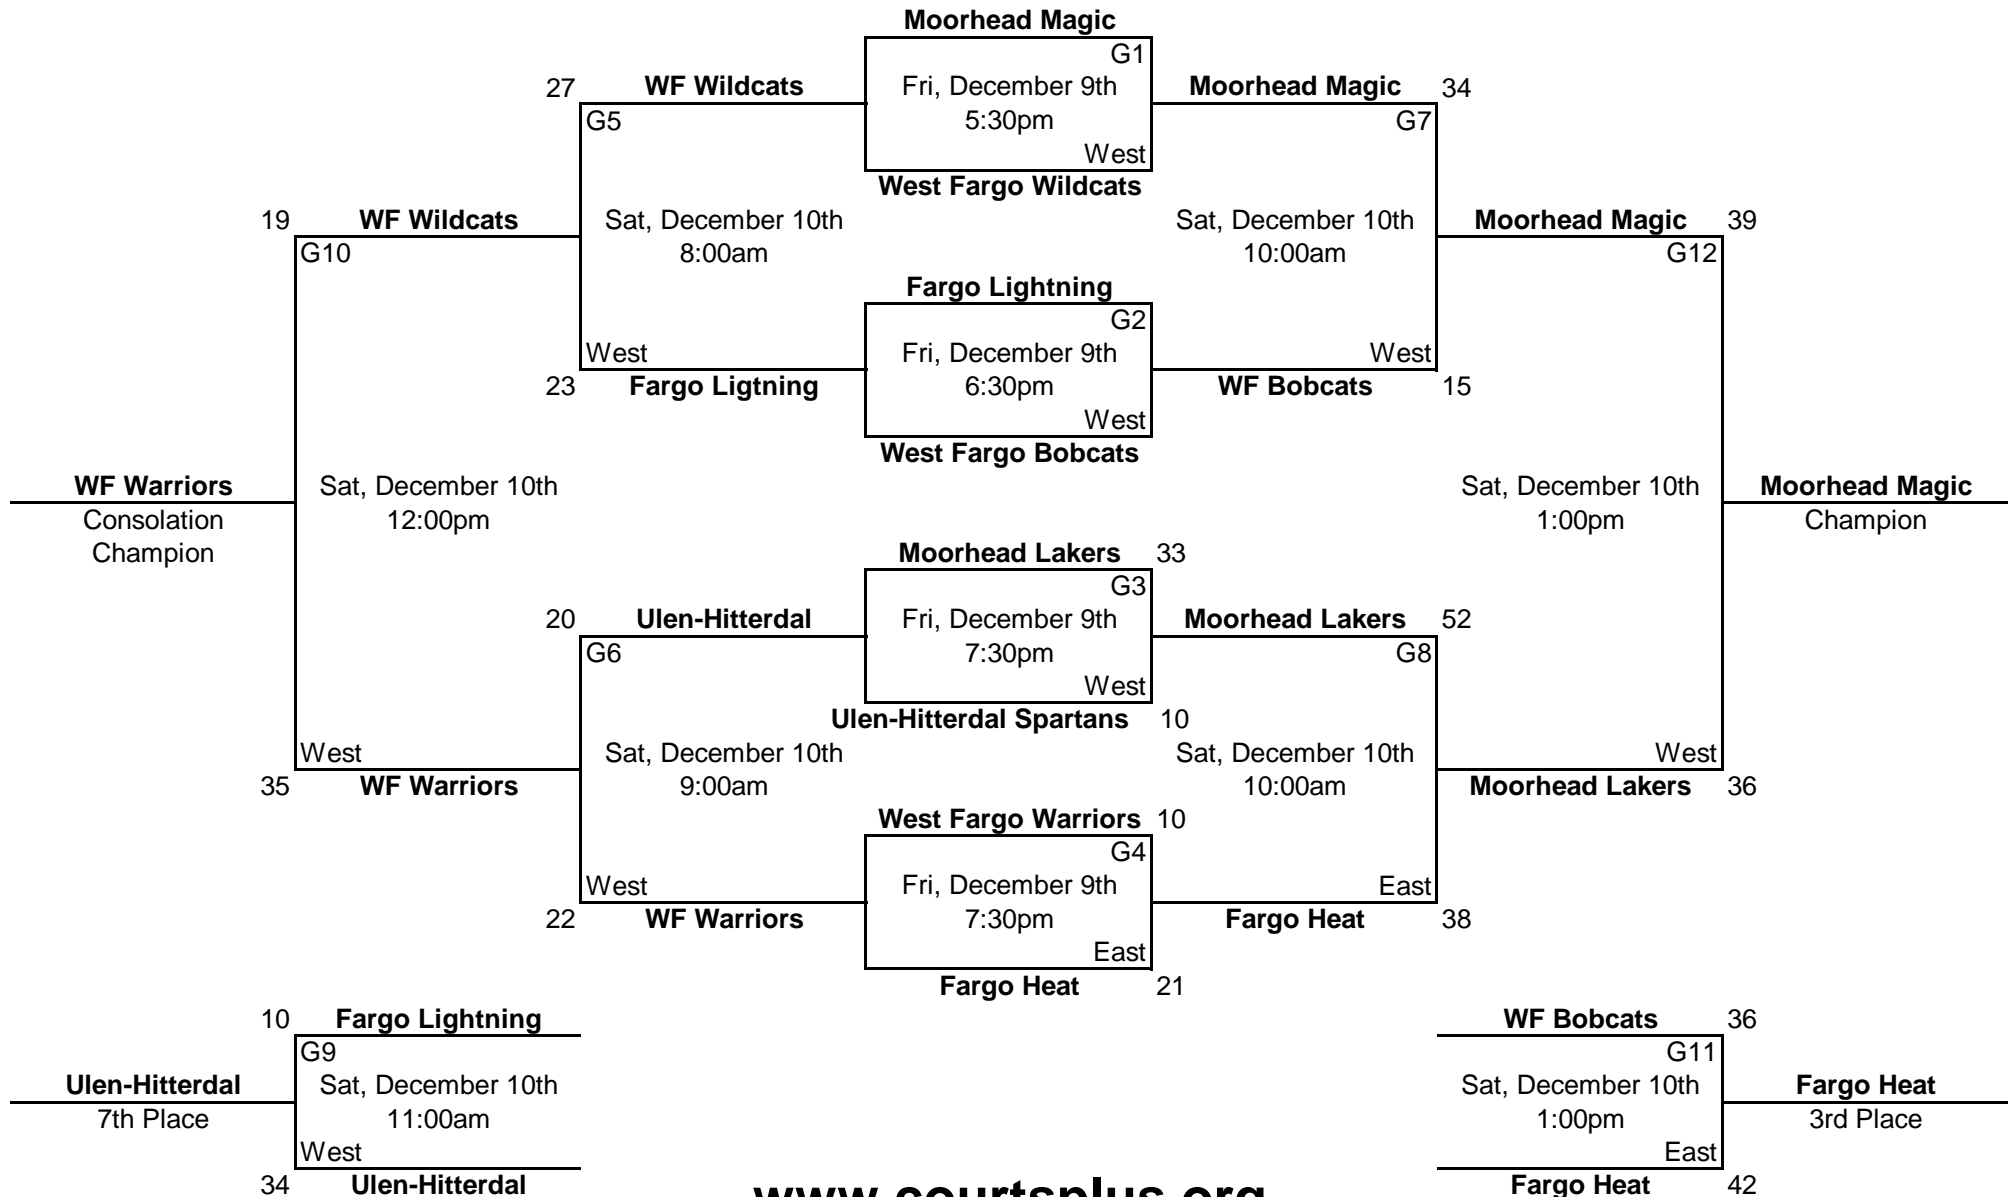 Moorhead Magic
G1
27 WF Wildcats Fri, December 9th Moorhead Magic 34
G5 5:30pm G7
West
West Fargo Wildcats
19 WF Wildcats Sat, December 10th Sat, December 10th Moorhead Magic 39
G10 8:00am 10:00am G12
Fargo Lightning
G2
West Fri, December 9th West
23 Fargo Ligtning 6:30pm WF Bobcats 15
West
West Fargo Bobcats
WF Warriors Sat, December 10th Sat, December 10th Moorhead Magic
Consolation 12:00pm 1:00pm Champion
Champion
Moorhead Lakers 33
G3
20 Ulen-Hitterdal Fri, December 9th Moorhead Lakers 52
G6 7:30pm G8
West
Ulen-Hitterdal Spartans 10
West Sat, December 10th Sat, December 10th West
35 WF Warriors 9:00am 10:00am Moorhead Lakers 36
West Fargo Warriors 10
G4
West Fri, December 9th East
22 WF Warriors 7:30pm Fargo Heat 38
East
Fargo Heat 21
10 Fargo Lightning WF Bobcats 36
G9 G11
Ulen-Hitterdal Sat, December 10th Sat, December 10th Fargo Heat
7th Place 11:00am 1:00pm 3rd Place
West East
34 Ulen-Hitterdal www.courtsplus.org Fargo Heat 42